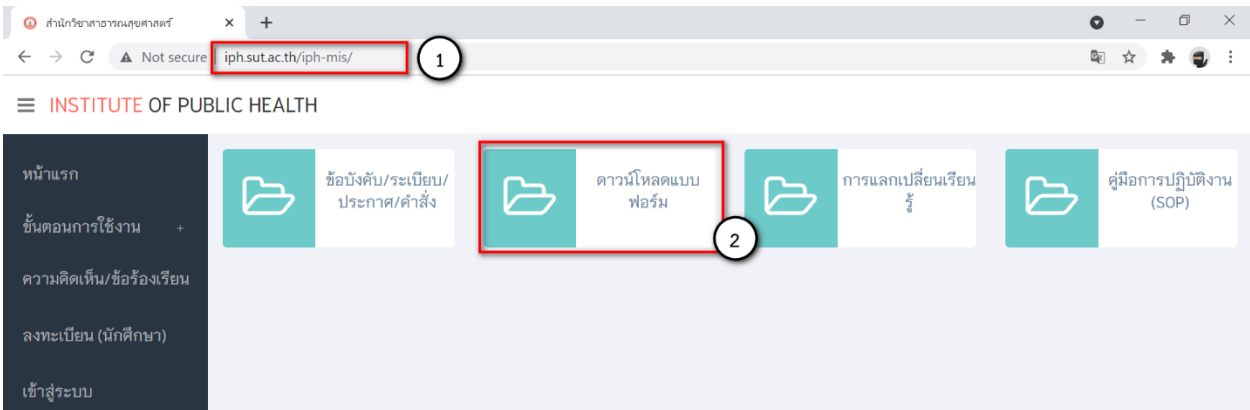 สำนักวิชาสาธารณสุขศาสตร์
Not secure | iph.sut.ac.th/iph-mis/
1
INSTITUTE OF PUBLIC HEALTH
หน้าแรก
ขั้นตอนการใช้งาน +
ความคิดเห็น/ข้อร้องเรียน
ลงทะเบียน (นักศึกษา)
เข้าสู่ระบบ
ข้อบังคับ/ระเบียบ/
ประกาศ/คำสั่ง
ดาวน์โหลดแบบ
ฟอร์ม
2
การแลกเปลี่ยนเรียน
รู้
คู่มือการปฏิบัติงาน
(SOP)